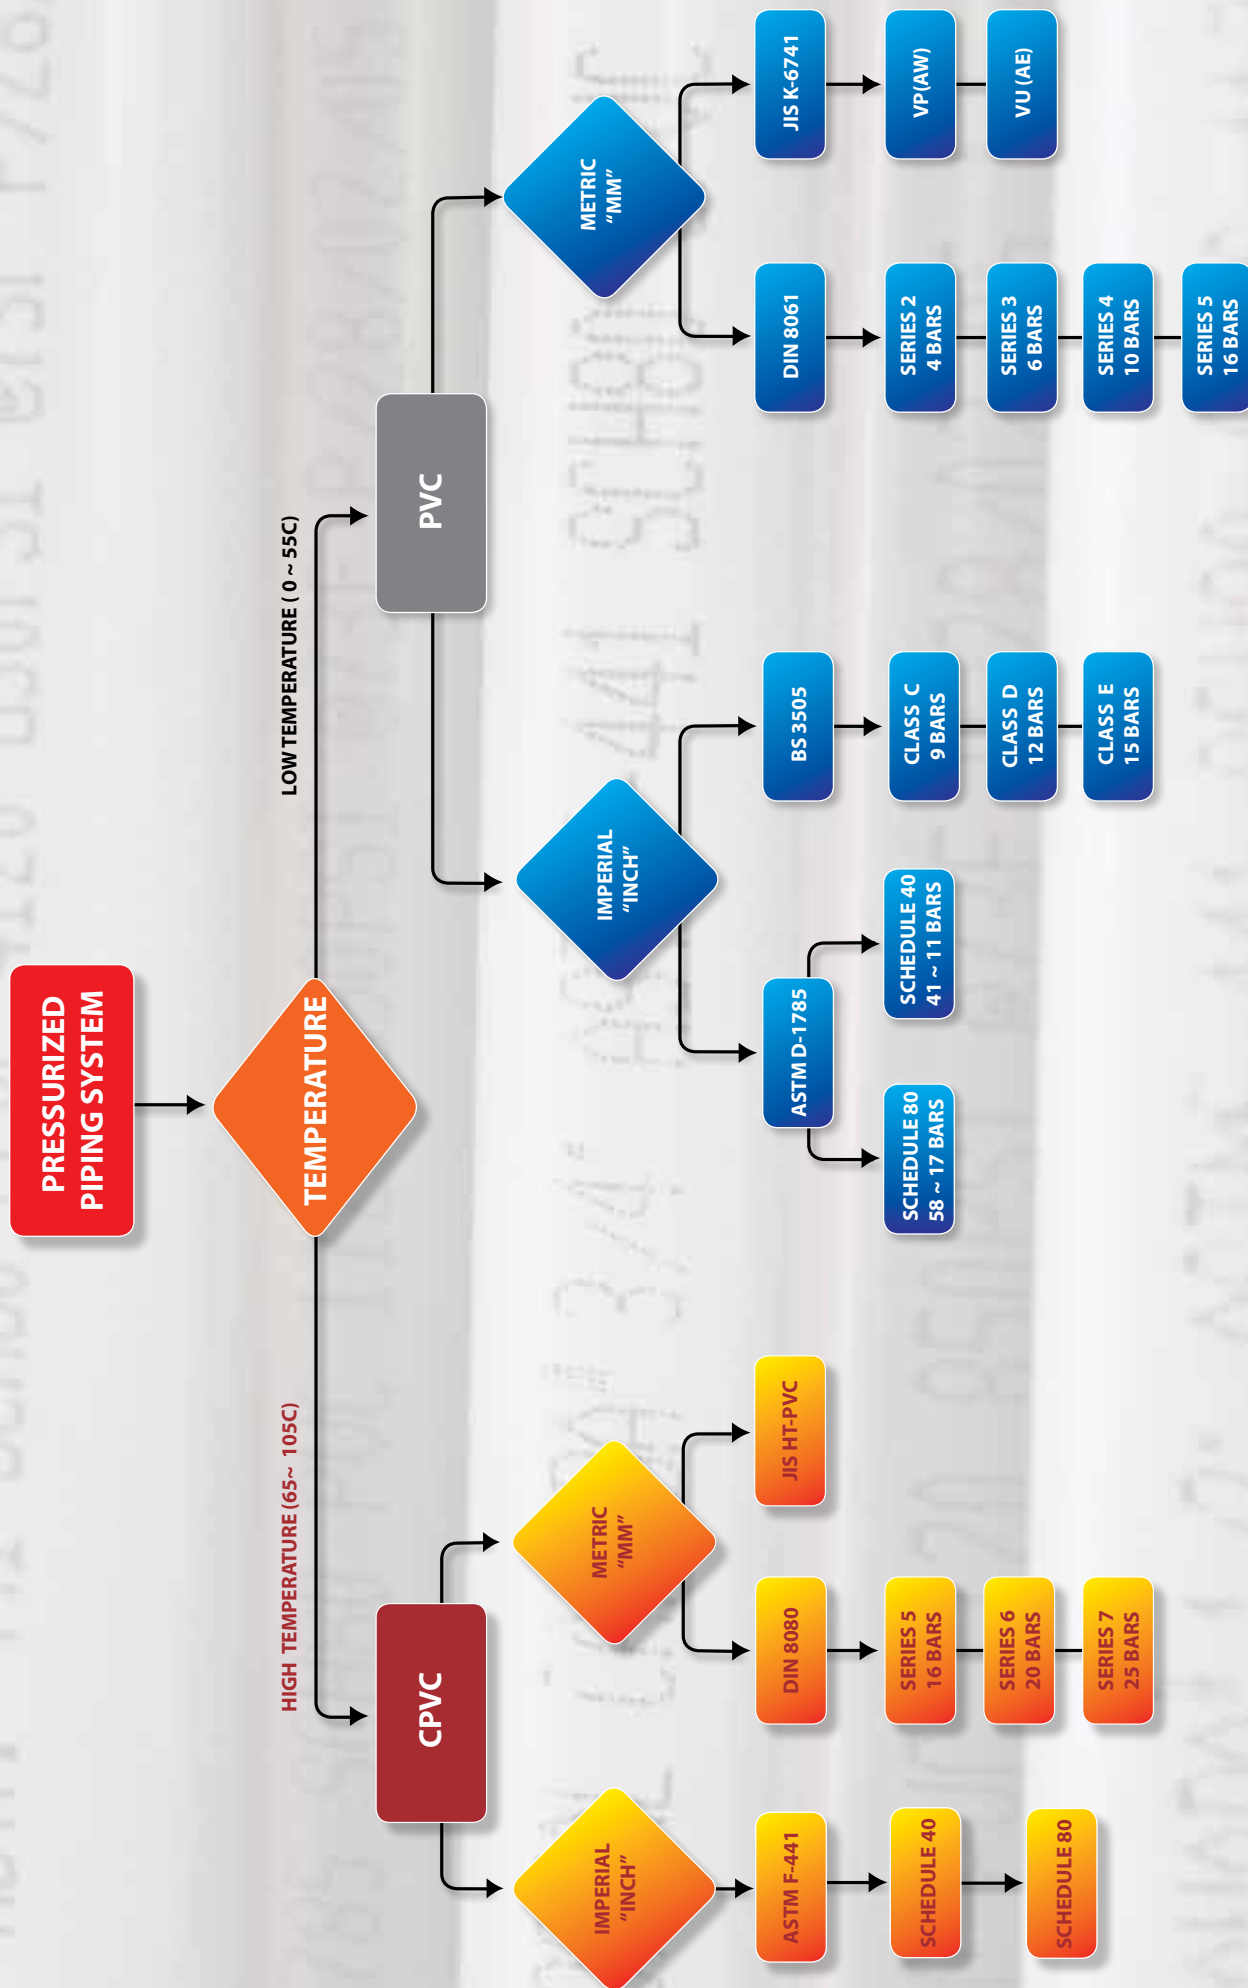 PRESSURIZED
PIPING SYSTEM
TEMPERATURE
HIGH TEMPERATURE (65~ 105C)
LOW TEMPERATURE ( 0 ~ 55C)
CPVC
PVC
IMPERIAL
“INCH”
METRIC
“MM”
IMPERIAL
“INCH”
METRIC
“MM”
ASTM F-441
SCHEDULE 40
SCHEDULE 80
DIN 8080
SERIES 5
16 BARS
SERIES 6
20 BARS
SERIES 7
25 BARS
JIS HT-PVC
ASTM D-1785
SCHEDULE 80
58 ~ 17 BARS
SCHEDULE 40
41 ~ 11 BARS
BS 3505
CLASS C
9 BARS
CLASS D
12 BARS
CLASS E
15 BARS
DIN 8061
SERIES 2
4 BARS
SERIES 3
6 BARS
SERIES 4
10 BARS
SERIES 5
16 BARS
JIS K-6741
VP(AW)
VU (AE)